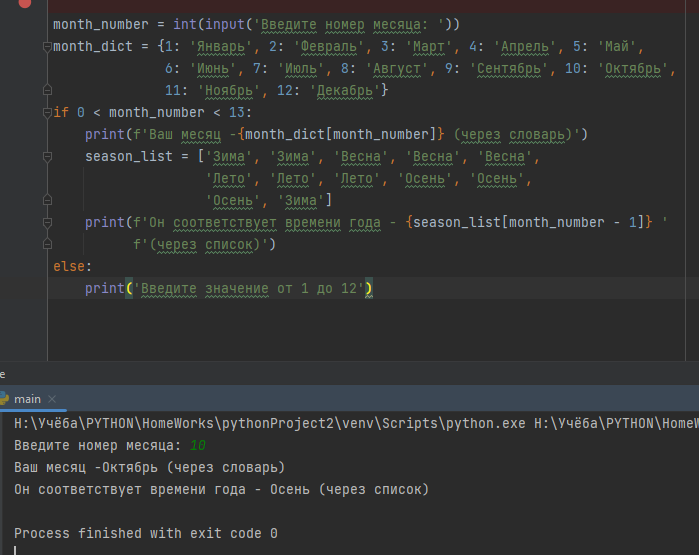 month_number = int(input('Введите номер месяца: '))
month_dict = {1: 'Январь', 2: 'Февраль', 3: 'Март', 4: 'Апрель', 5: 'Май',
6: 'Июнь', 7: 'Июль', 8: 'Август', 9: 'Сентябрь', 10: 'Октябрь',
11: 'Ноябрь', 12: 'Декабрь'}
if 0 < month_number < 13:
print(f'Ваш месяц -{month_dict[month_number]} (через словарь)')
season_list = ['Зима', 'Зима', 'Весна', 'Весна', 'Весна',
'Лето', 'Лето', 'Лето', 'Осень', 'Осень',
'Осень', 'Зима']
print(f'Он соответствует времени года - {season_list[month_number - 1]} '
f'(через список)')
else:
print('Введите значение от 1 до 12')
e
main
H:\Учёба\PYTHON\HomeWorks\pythonProject2\venv\Scripts\python.exe H:\Учёба\PYTHON\HomeW
Введите номер месяца: 10
Ваш месяц -Октябрь (через словарь)
Он соответствует времени года - Осень (через список)
Process finished with exit code 0